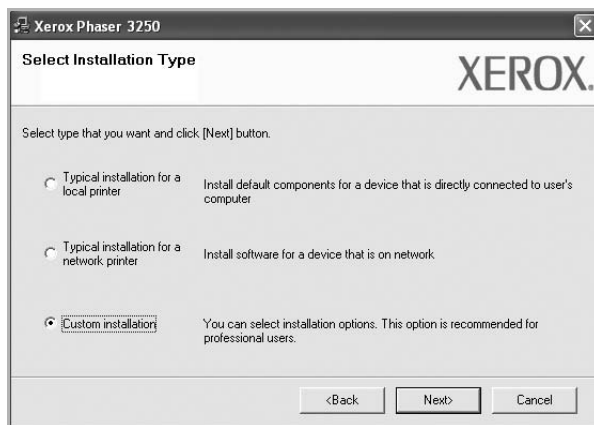 Xerox Phaser 3250
Select Installation Type
XEROX.
Select type that you want and click [Next] button.
Typical installation for a
local printer
Install default components for a device that is directly connected to user's
computer
Typical installation for a
network printer
Install software for a device that is on network
Custom installation
You can select installation options. This option is recommended for
professional users.
<Back
Next>
Cancel